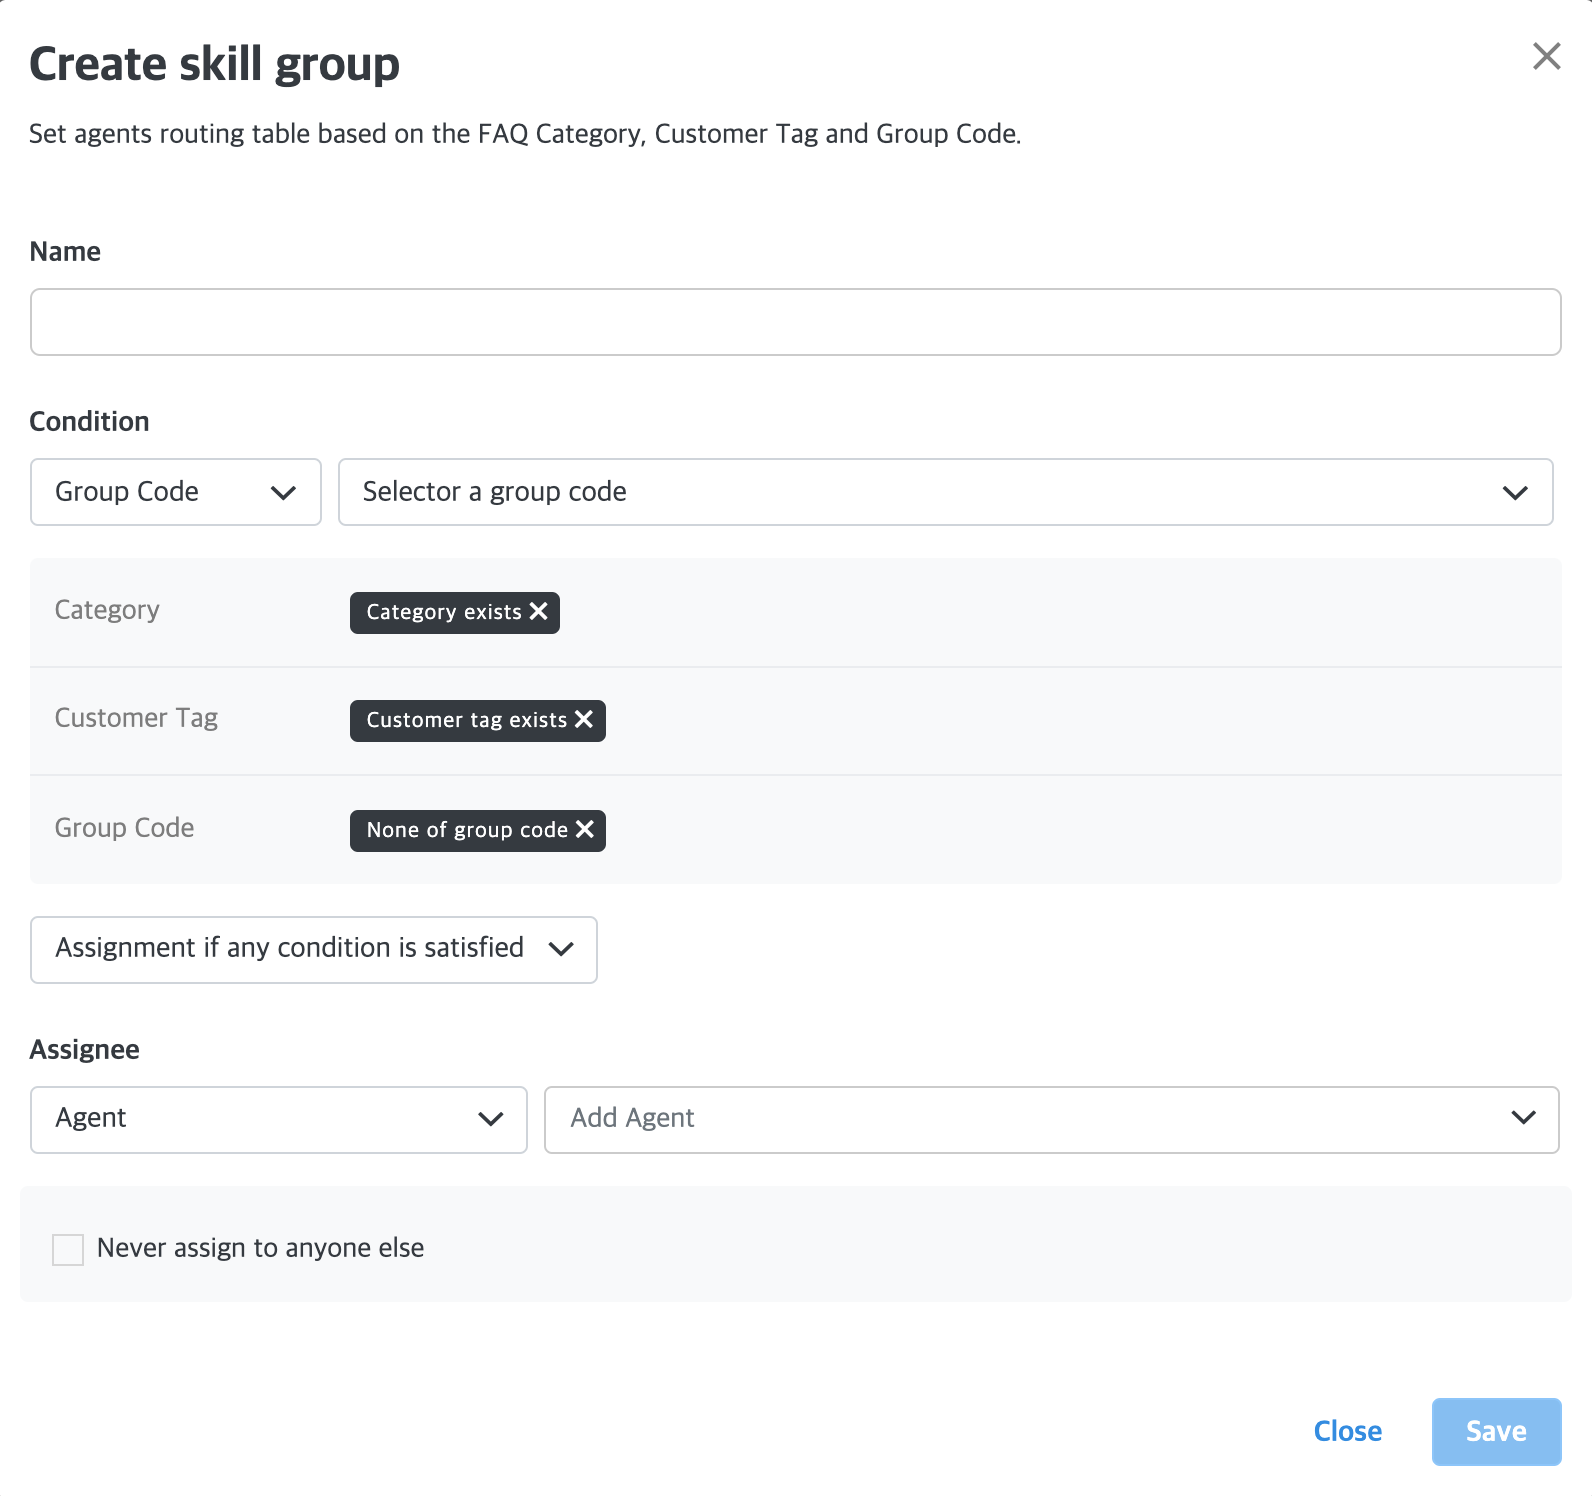 Create skill group
Set agents routing table based on the FAQ Category, Customer Tag and Group Code.
Name
Condition
Group Code
Selector a group code
Category
Category exists
Customer Tag
Customer tag exists
Group Code
None of group code
Assignment if any condition is satisfied
Assignee
Agent
Add Agent
Never assign to anyone else
Close
Save